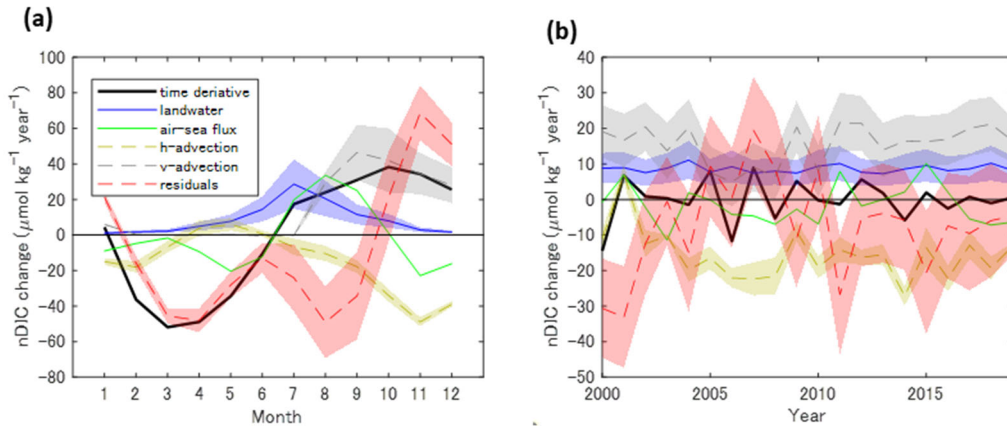 (a)
nDIC change (μmol kg⁻¹ year⁻¹)
100
80
60
40
20
0
-20
-40
-60
-80
time deriative
landwater
air-sea flux
h-advection
v-advection
residuals
1 2 3 4 5 6 7 8 9 10 11 12
Month
(b)
nDIC change (μmol kg⁻¹ year⁻¹)
40
30
20
10
0
-10
-20
-30
-40
-50
2000 2005 2010 2015
Year